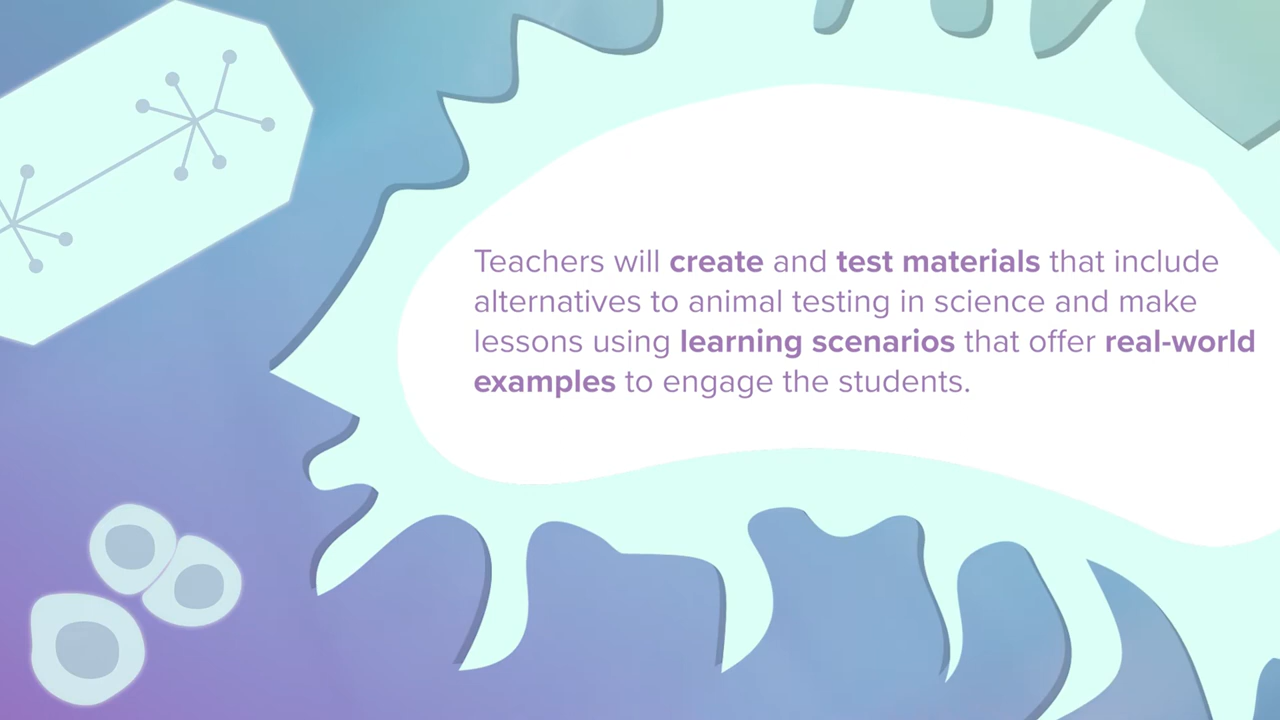 Teachers will create and test materials that include
alternatives to animal testing in science and make
lessons using learning scenarios that offer real-world
examples to engage the students.